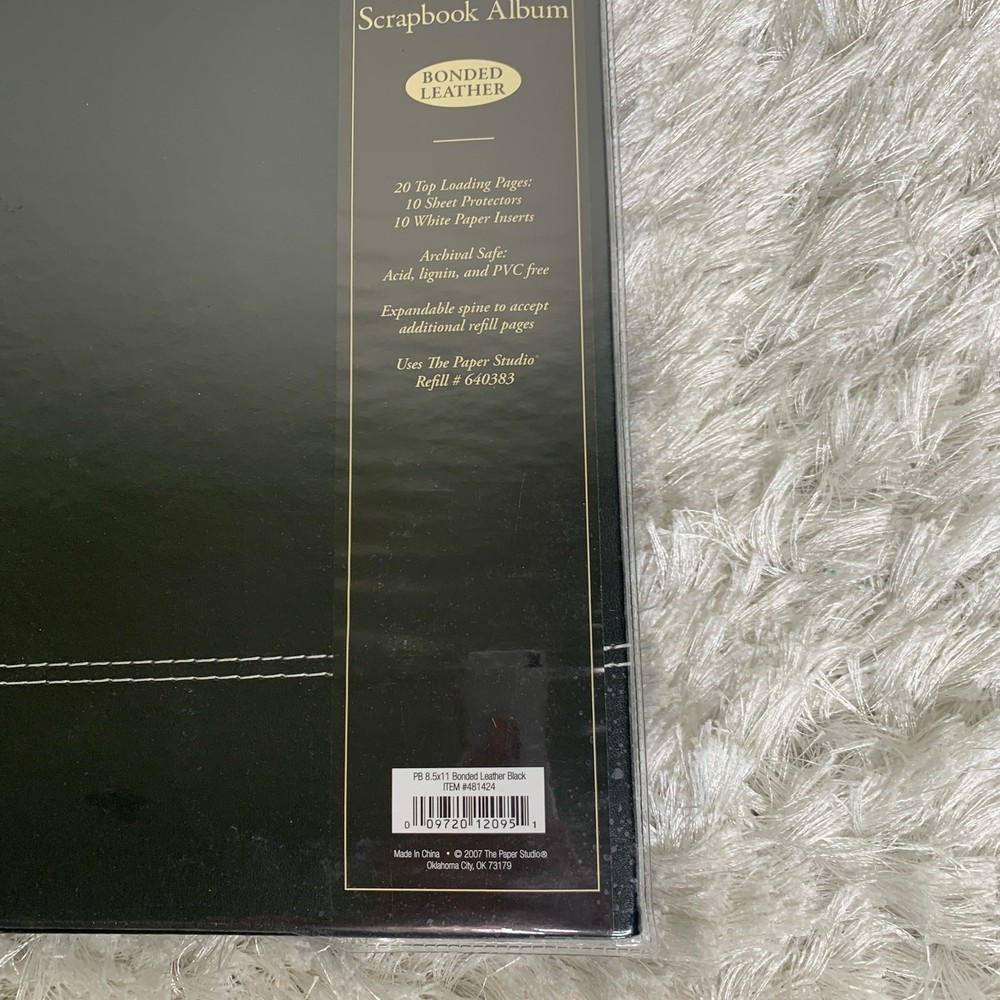 Scrapbook Album
BONDED
LEATHER
20 Top Loading Pages:
10 Sheet Protectors
10 White Paper Inserts
Archival Safe:
Acid, lignin, and PVC free
Expandable spine to accept
additional refill pages
Uses The Paper Studio®
Refill # 640383
PB 8.5x11 Bonded Leather Black
ITEM #481424
0 09720 12095 1
Made in China • © 2007 The Paper Studio®
Oklahoma City, OK 73179